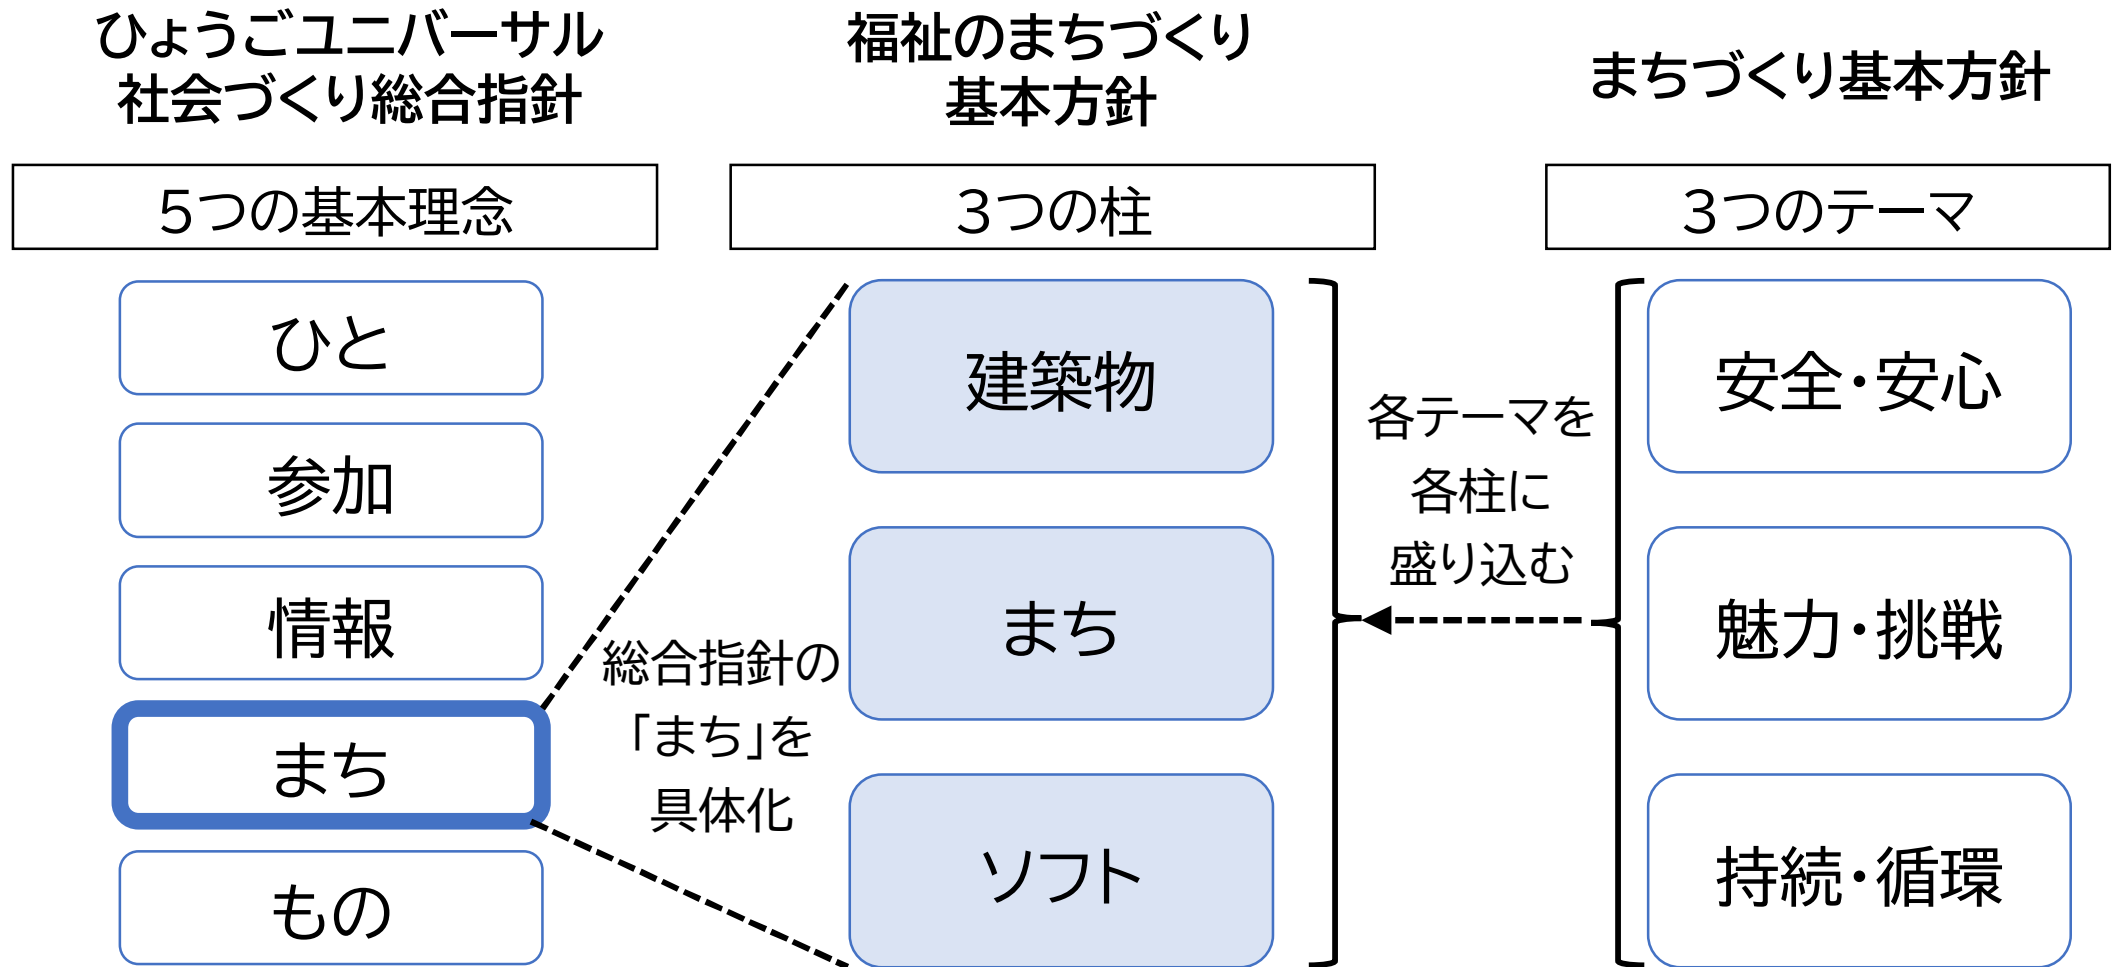 ひょうごユニバーサル
社会づくり総合指針
５つの基本理念
ひと
参加
情報
まち
もの
総合指針の
「まち」を
具体化
福祉のまちづくり
基本方針
３つの柱
建築物
まち
ソフト
各テーマを
各柱に
盛り込む
まちづくり基本方針
３つのテーマ
安全・安心
魅力・挑戦
持続・循環